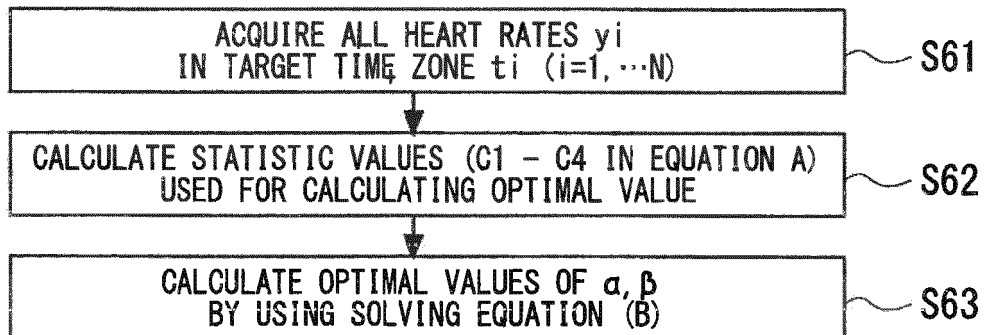 ACQUIRE ALL HEART RATES yi
IN TARGET TIME ZONE ti (i=1, ⋯N)
S61
CALCULATE STATISTIC VALUES (C1 - C4 IN EQUATION A)
USED FOR CALCULATING OPTIMAL VALUE
S62
CALCULATE OPTIMAL VALUES OF α, β
BY USING SOLVING EQUATION (B)
S63